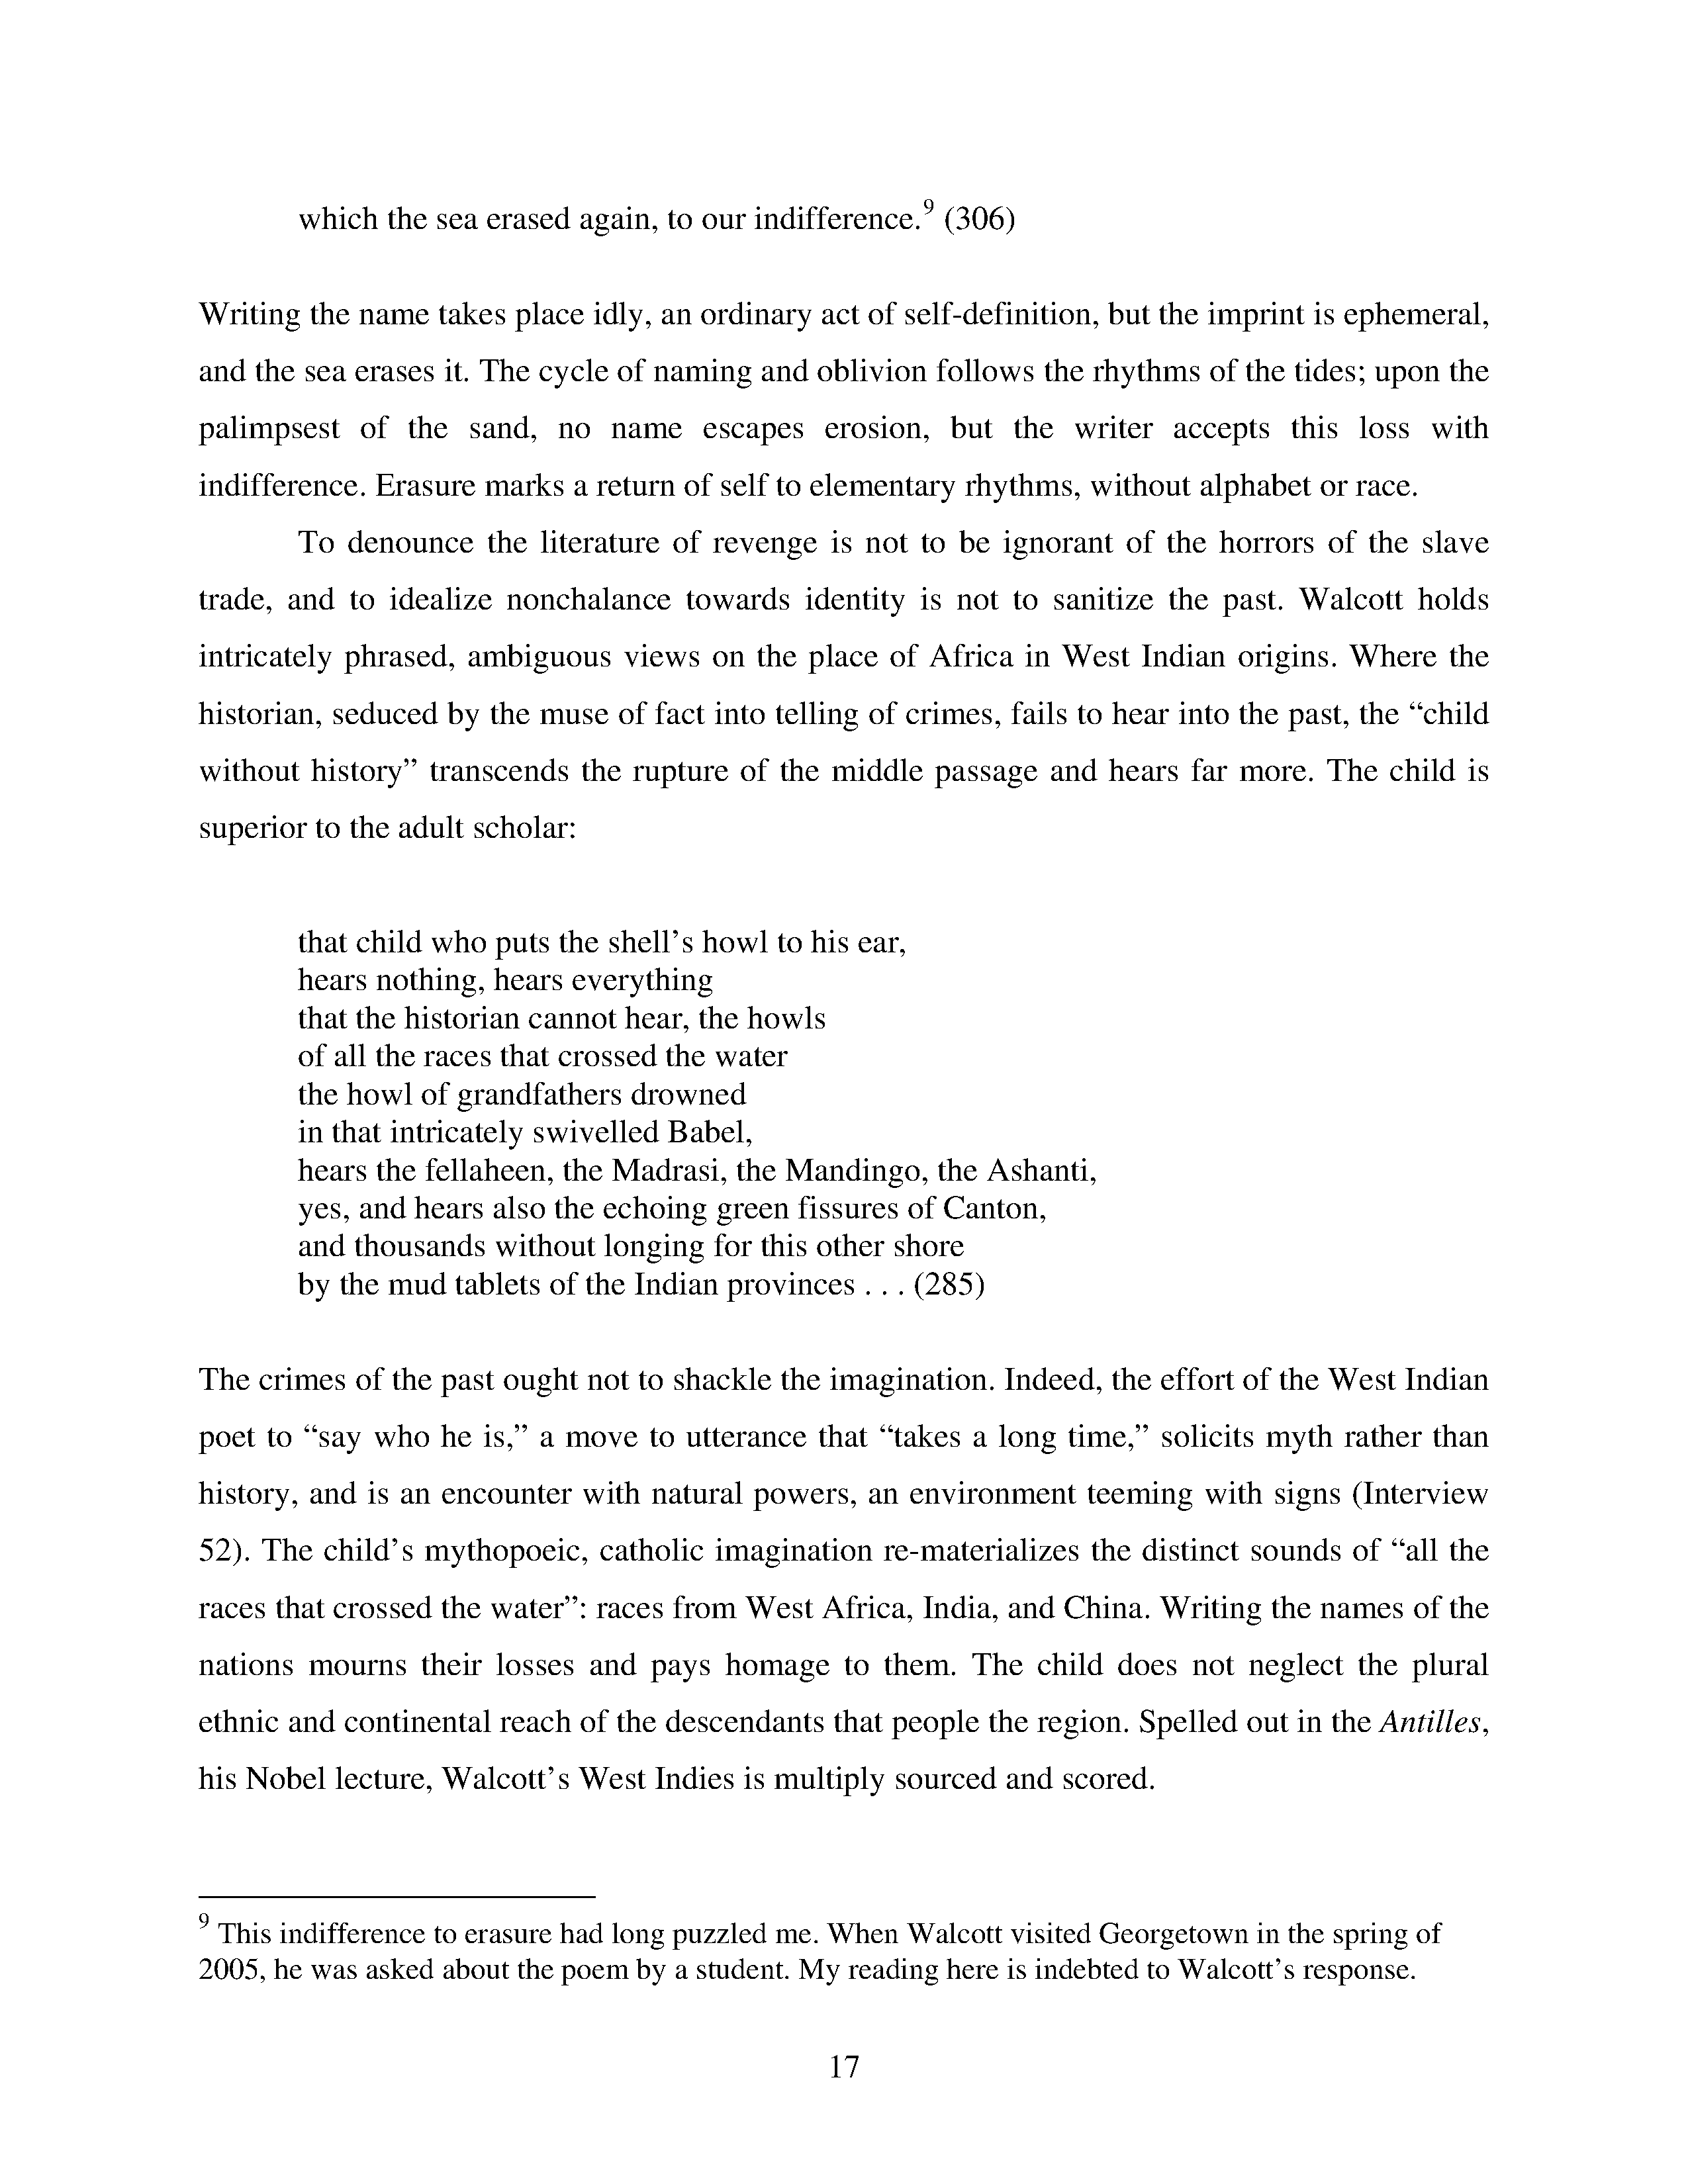 which the sea erased again, to our indifference.⁹ (306)
Writing the name takes place idly, an ordinary act of self-definition, but the imprint is ephemeral,
and the sea erases it. The cycle of naming and oblivion follows the rhythms of the tides; upon the
palimpsest of the sand, no name escapes erosion, but the writer accepts this loss with
indifference. Erasure marks a return of self to elementary rhythms, without alphabet or race.
To denounce the literature of revenge is not to be ignorant of the horrors of the slave
trade, and to idealize nonchalance towards identity is not to sanitize the past. Walcott holds
intricately phrased, ambiguous views on the place of Africa in West Indian origins. Where the
historian, seduced by the muse of fact into telling of crimes, fails to hear into the past, the “child
without history” transcends the rupture of the middle passage and hears far more. The child is
superior to the adult scholar:
that child who puts the shell’s howl to his ear,
hears nothing, hears everything
that the historian cannot hear, the howls
of all the races that crossed the water
the howl of grandfathers drowned
in that intricately swivelled Babel,
hears the fellaheen, the Madrasi, the Mandingo, the Ashanti,
yes, and hears also the echoing green fissures of Canton,
and thousands without longing for this other shore
by the mud tablets of the Indian provinces . . . (285)
The crimes of the past ought not to shackle the imagination. Indeed, the effort of the West Indian
poet to “say who he is,” a move to utterance that “takes a long time,” solicits myth rather than
history, and is an encounter with natural powers, an environment teeming with signs (Interview
52). The child’s mythopoeic, catholic imagination re-materializes the distinct sounds of “all the
races that crossed the water”: races from West Africa, India, and China. Writing the names of the
nations mourns their losses and pays homage to them. The child does not neglect the plural
ethnic and continental reach of the descendants that people the region. Spelled out in the Antilles,
his Nobel lecture, Walcott’s West Indies is multiply sourced and scored.
⁹ This indifference to erasure had long puzzled me. When Walcott visited Georgetown in the spring of
2005, he was asked about the poem by a student. My reading here is indebted to Walcott’s response.
17